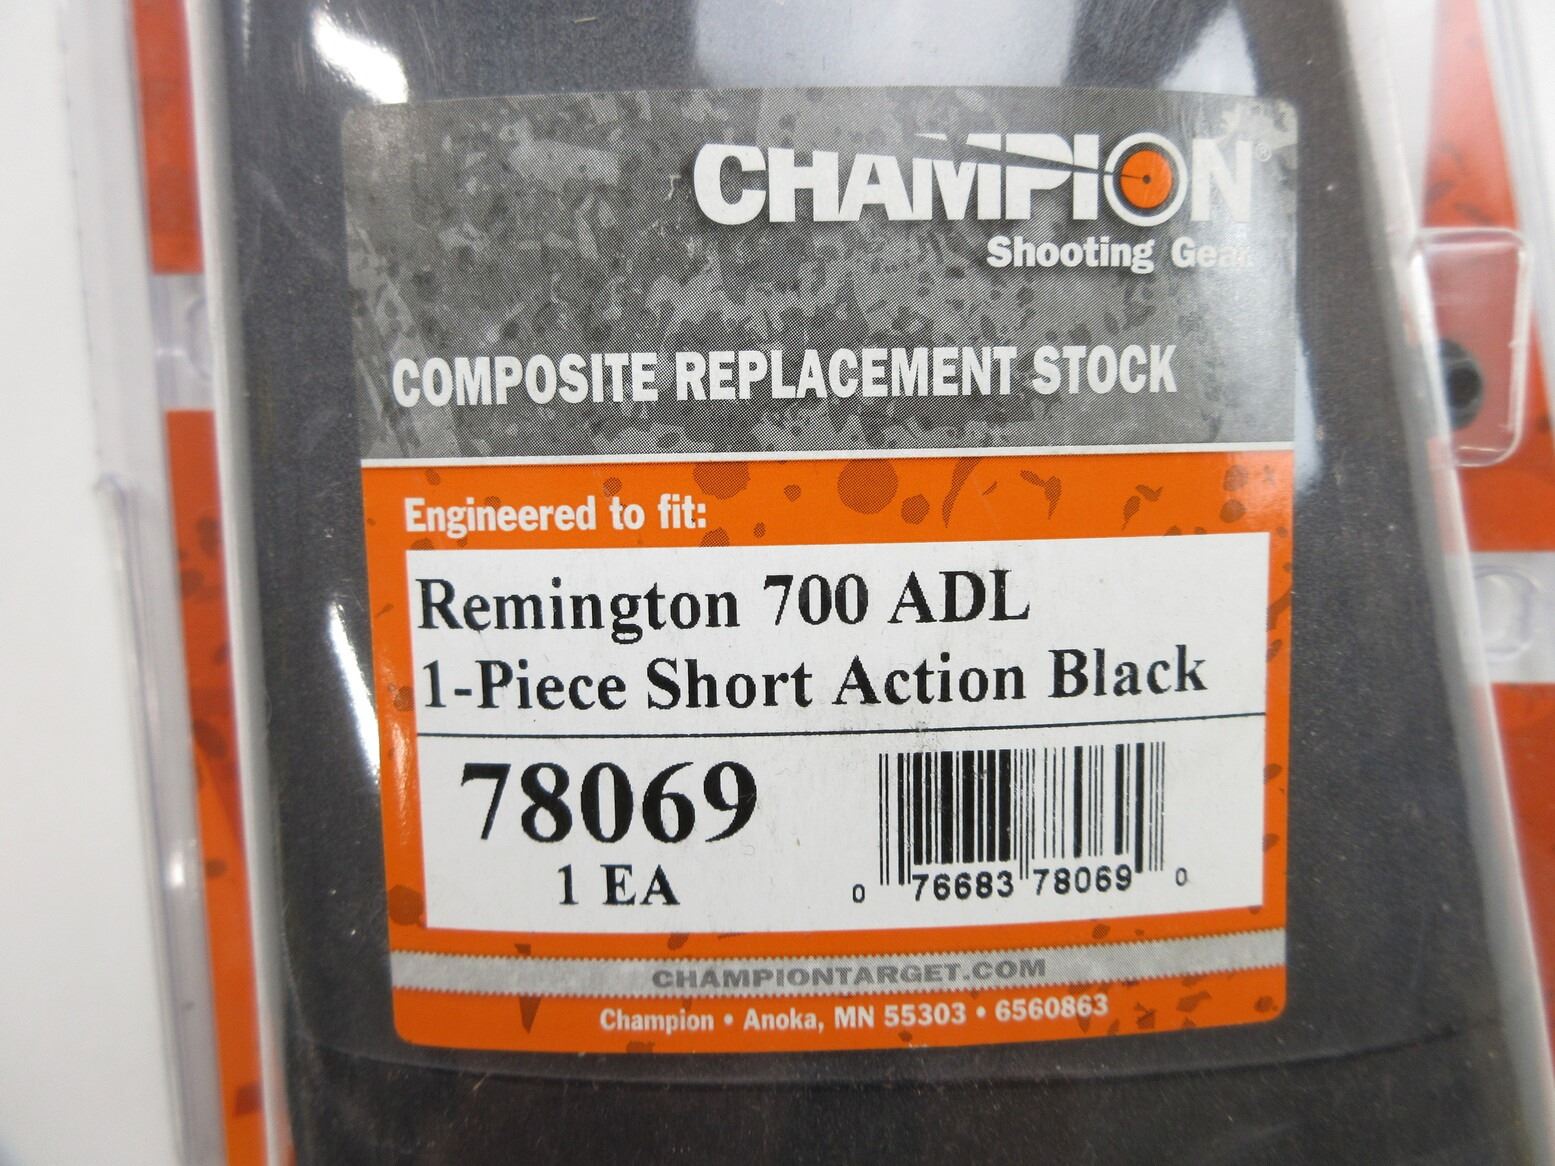 CHAMPION®
Shooting Gear
COMPOSITE REPLACEMENT STOCK
Engineered to fit:
Remington 700 ADL
1-Piece Short Action Black
78069
1 EA
0 76683 78069 0
CHAMPIONTARGET.COM
Champion • Anoka, MN 55303 • 6560863